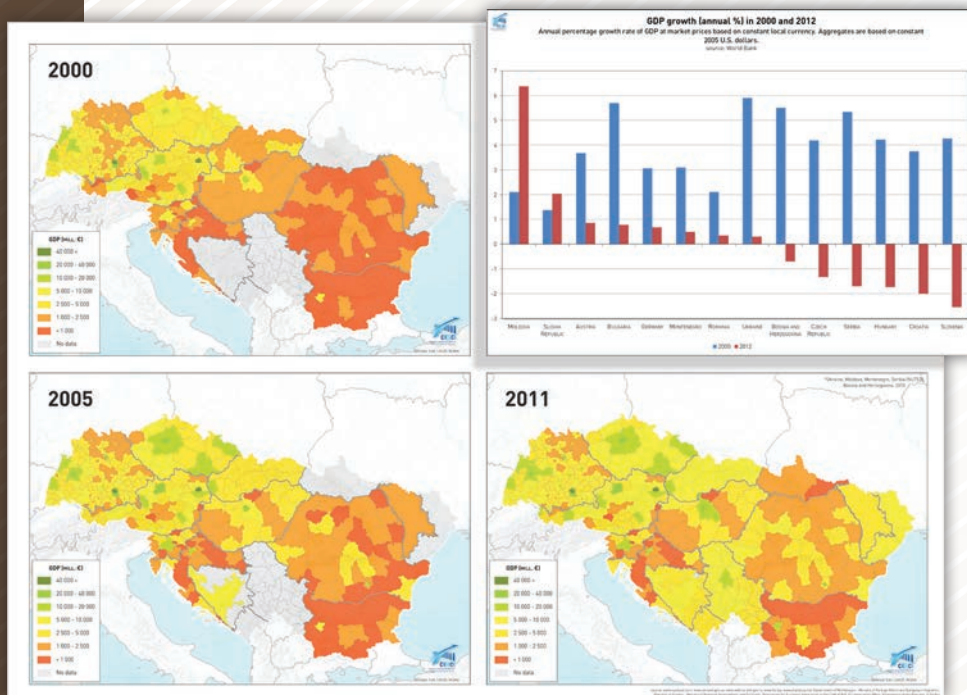 GDP growth (annual %) in 2000 and 2012
Annual percentage growth rate of GDP at market prices based on constant local currency. Aggregates are based on constant
2005 U.S. dollars.
source: World Bank
7
6
5
4
3
2
1
0
-1
-2
-3
Moldova
Slovak Republic
Austria
Bulgaria
Germany
Montenegro
Romania
Ukraine
Bosnia and Herzegovina
Czech Republic
Serbia
Hungary
Croatia
Slovenia
2000
GDP (mill. €)
40 000 +
20 000 - 40 000
10 000 - 20 000
5 000 - 10 000
2 500 - 5 000
1 000 - 2 500
< 1 000
No data
2005
GDP (mill. €)
40 000 +
20 000 - 40 000
10 000 - 20 000
5 000 - 10 000
2 500 - 5 000
1 000 - 2 500
< 1 000
No data
2011
GDP (mill. €)
40 000 +
20 000 - 40 000
10 000 - 20 000
5 000 - 10 000
2 500 - 5 000
1 000 - 2 500
< 1 000
No data